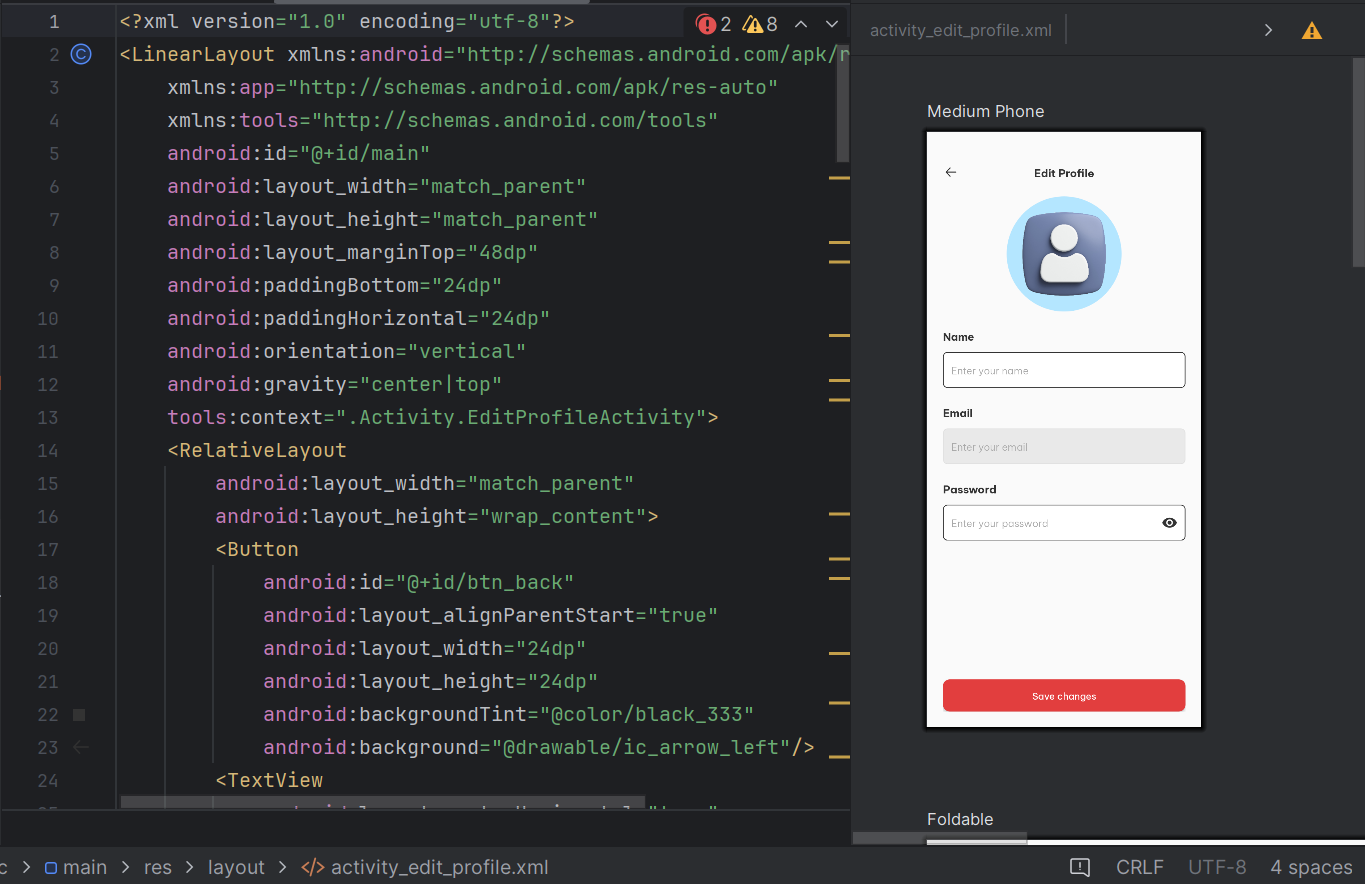 1 <?xml version="1.0" encoding="utf-8"?>
2 8
2 <LinearLayout xmlns:android="http://schemas.android.com/apk/r
3 xmlns:app="http://schemas.android.com/apk/res-auto"
4 xmlns:tools="http://schemas.android.com/tools"
5 android:id="@+id/main"
6 android:layout_width="match_parent"
7 android:layout_height="match_parent"
8 android:layout_marginTop="48dp"
9 android:paddingBottom="24dp"
10 android:paddingHorizontal="24dp"
11 android:orientation="vertical"
12 android:gravity="center|top"
13 tools:context=".Activity.EditProfileActivity">
14 <RelativeLayout
15 android:layout_width="match_parent"
16 android:layout_height="wrap_content">
17 <Button
18 android:id="@+id/btn_back"
19 android:layout_alignParentStart="true"
20 android:layout_width="24dp"
21 android:layout_height="24dp"
22 android:backgroundTint="@color/black_333"
23 android:background="@drawable/ic_arrow_left"/>
24 <TextView
activity_edit_profile.xml
Medium Phone
Edit Profile
Name
Enter your name
Email
Enter your email
Password
Enter your password
Save changes
Foldable
c > main > res > layout > </> activity_edit_profile.xml
CRLF UTF-8 4 spaces